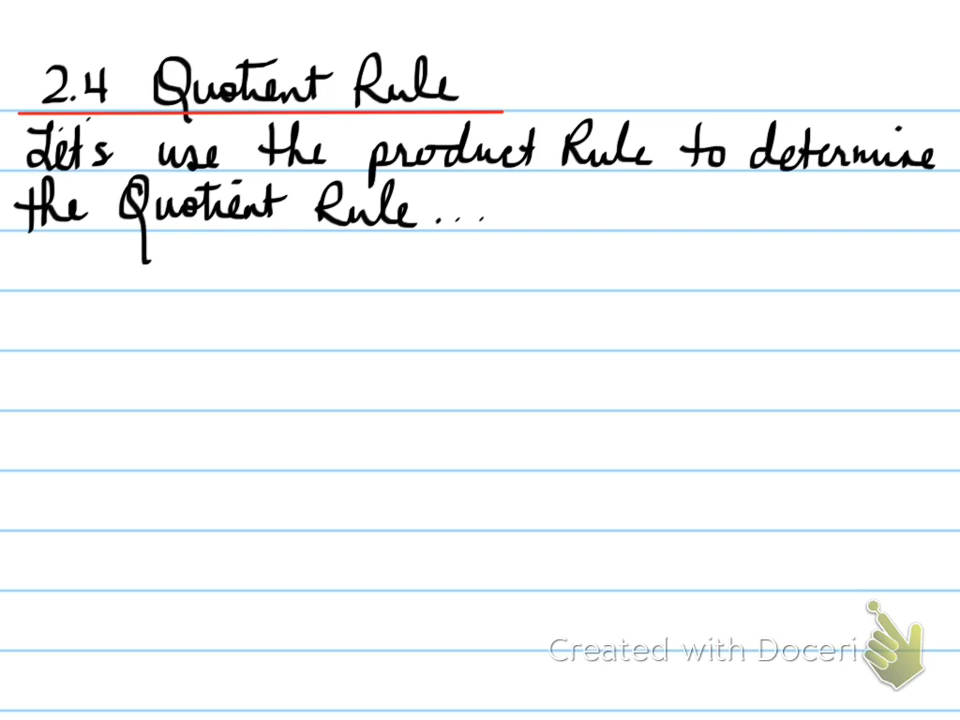 2.4 Quotient Rule
Let's use the product Rule to determine
the Quotient Rule...
Created with Doceri